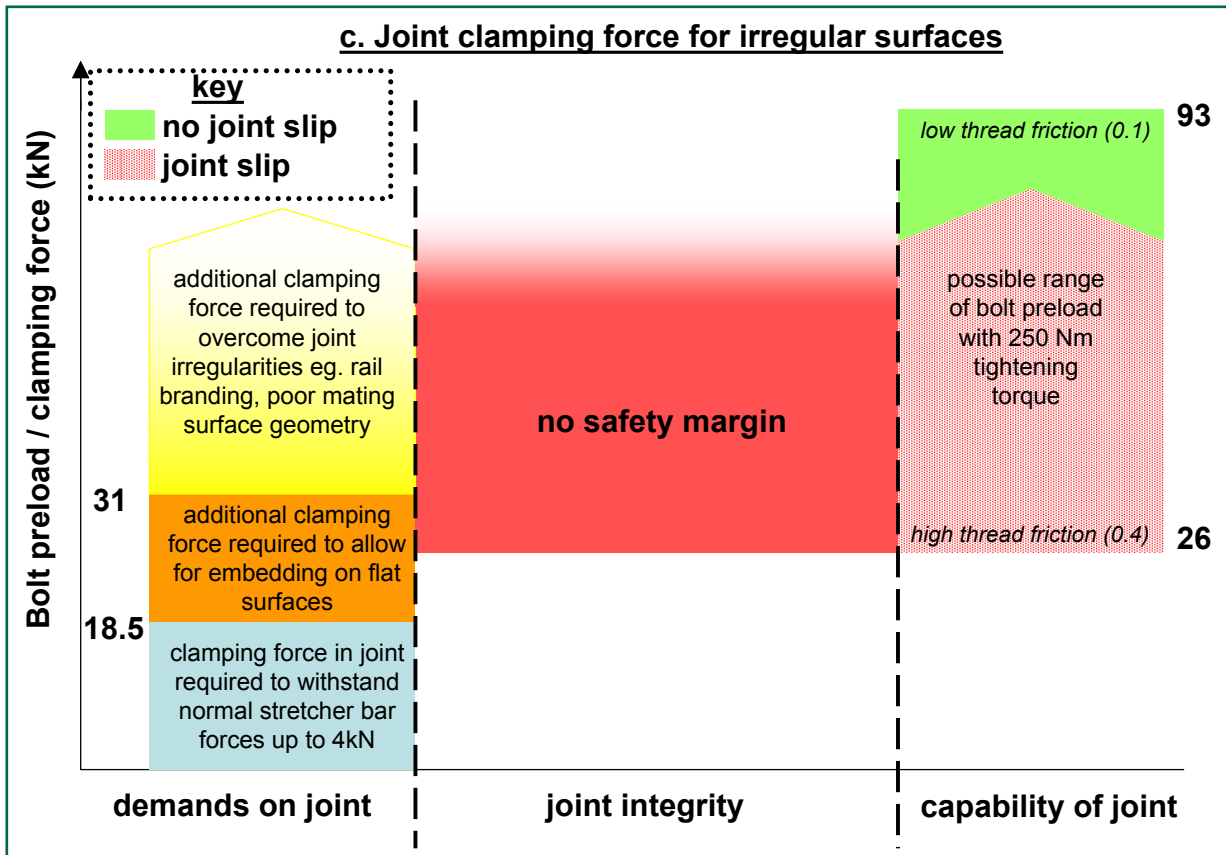 c. Joint clamping force for irregular surfaces
Bolt preload / clamping force (kN)
key
no joint slip
joint slip
additional clamping
force required to
overcome joint
irregularities eg. rail
branding, poor mating
surface geometry
31
additional clamping
force required to allow
for embedding on flat
surfaces
18.5
clamping force in joint
required to withstand
normal stretcher bar
forces up to 4kN
no safety margin
low thread friction (0.1)
93
possible range
of bolt preload
with 250 Nm
tightening
torque
high thread friction (0.4)
26
demands on joint
joint integrity
capability of joint